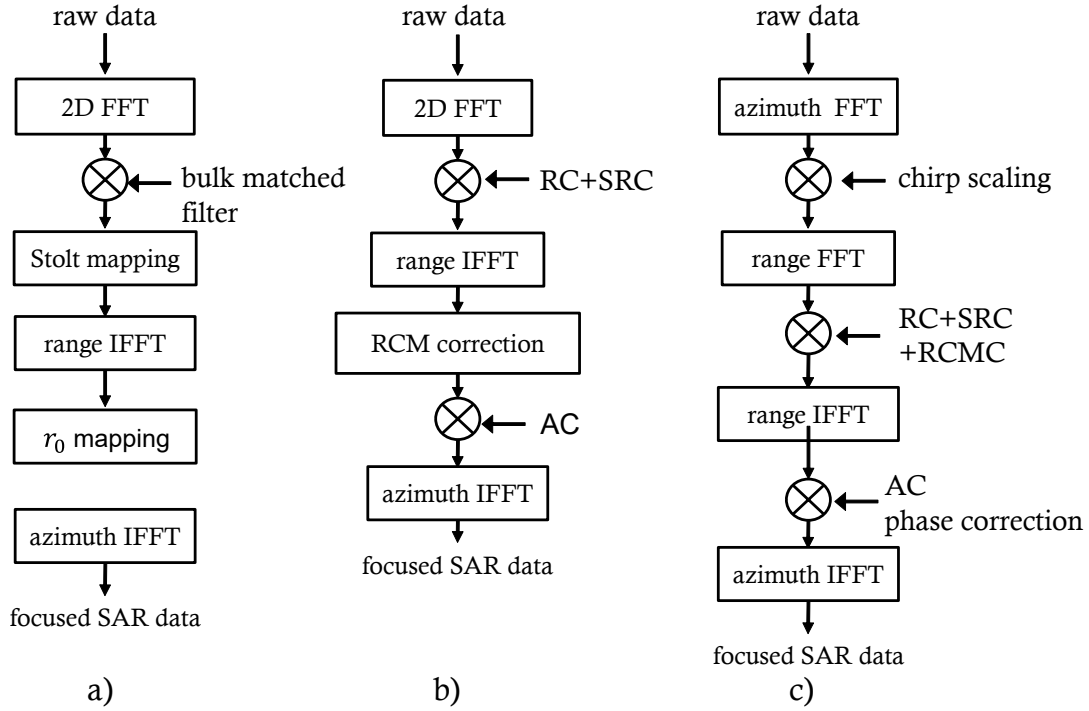 raw data
2D FFT
bulk matched
filter
Stolt mapping
range IFFT
r₀ mapping
azimuth IFFT
focused SAR data
a)
raw data
2D FFT
RC+SRC
range IFFT
RCM correction
AC
azimuth IFFT
focused SAR data
b)
raw data
azimuth FFT
chirp scaling
range FFT
RC+SRC
+RCMC
range IFFT
AC
phase correction
azimuth IFFT
focused SAR data
c)